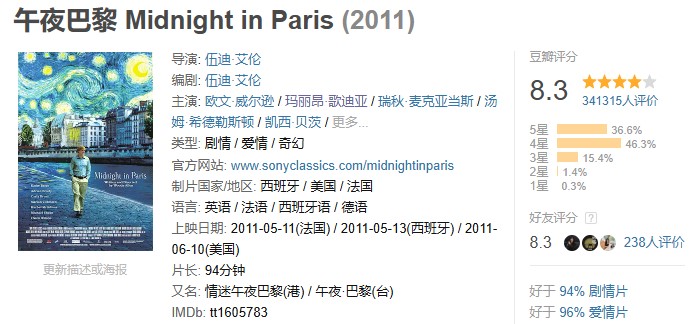 午夜巴黎 Midnight in Paris (2011)
Midnight in Paris
更新描述或海报
导演: 伍迪·艾伦
编剧: 伍迪·艾伦
主演: 欧文·威尔逊 / 玛丽昂·歌迪亚 / 瑞秋·麦克亚当斯 / 汤
姆·希德勒斯顿 / 凯西·贝茨 / 更多...
类型: 剧情 / 爱情 / 奇幻
官方网站: www.sonyclassics.com/midnightinparis
制片国家/地区: 西班牙 / 美国 / 法国
语言: 英语 / 法语 / 西班牙语 / 德语
上映日期: 2011-05-11(法国) / 2011-05-13(西班牙) / 2011-
06-10(美国)
片长: 94分钟
又名: 情迷午夜巴黎(港) / 午夜·巴黎(台)
IMDb: tt1605783
豆瓣评分
8.3
341315人评价
5星 36.6%
4星 46.3%
3星 15.4%
2星 1.4%
1星 0.3%
好友评分 ?
8.3 238人评价
好于 94% 剧情片
好于 96% 爱情片